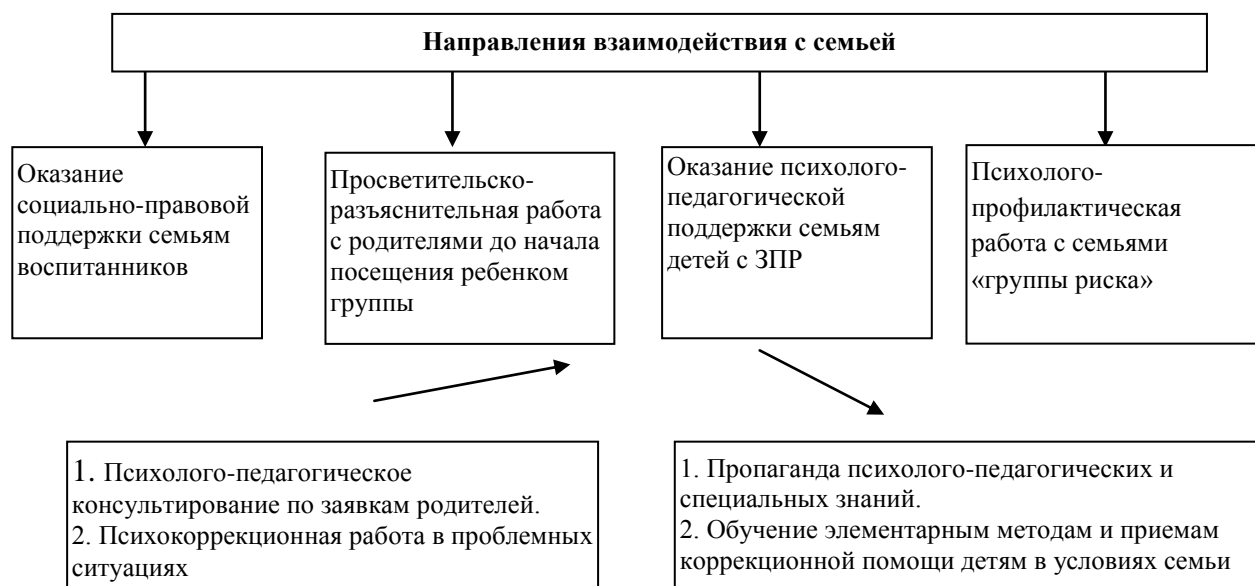 Направления взаимодействия с семьей
Оказание
социально-правовой
поддержки семьям
воспитанников
Просветительско-
разъяснительная работа
с родителями до начала
посещения ребенком
группы
Оказание психолого-
педагогической
поддержки семьям
детей с ЗПР
Психолого-
профилактическая
работа с семьями
«группы риска»
1. Психолого-педагогическое
консультирование по заявкам родителей.
2. Психокоррекционная работа в проблемных
ситуациях
1. Пропаганда психолого-педагогических и
специальных знаний.
2. Обучение элементарным методам и приемам
коррекционной помощи детям в условиях семьи